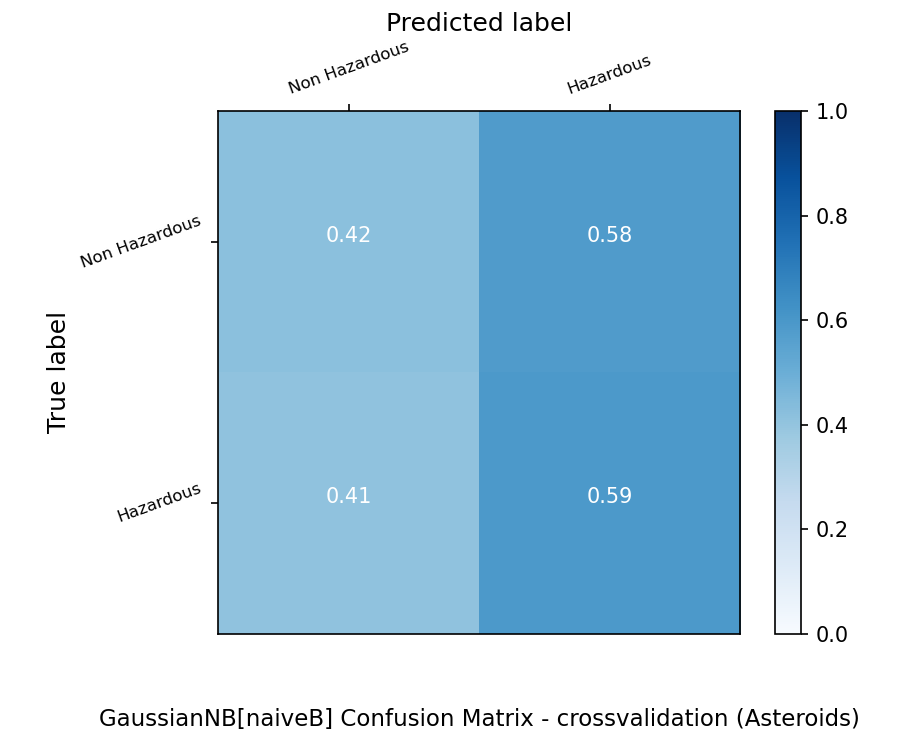 Predicted label
Non Hazardous
Hazardous
1.0
0.8
0.6
0.4
0.2
0.0
True label
Non Hazardous
0.42
0.58
Hazardous
0.41
0.59
GaussianNB[naiveB] Confusion Matrix - crossvalidation (Asteroids)